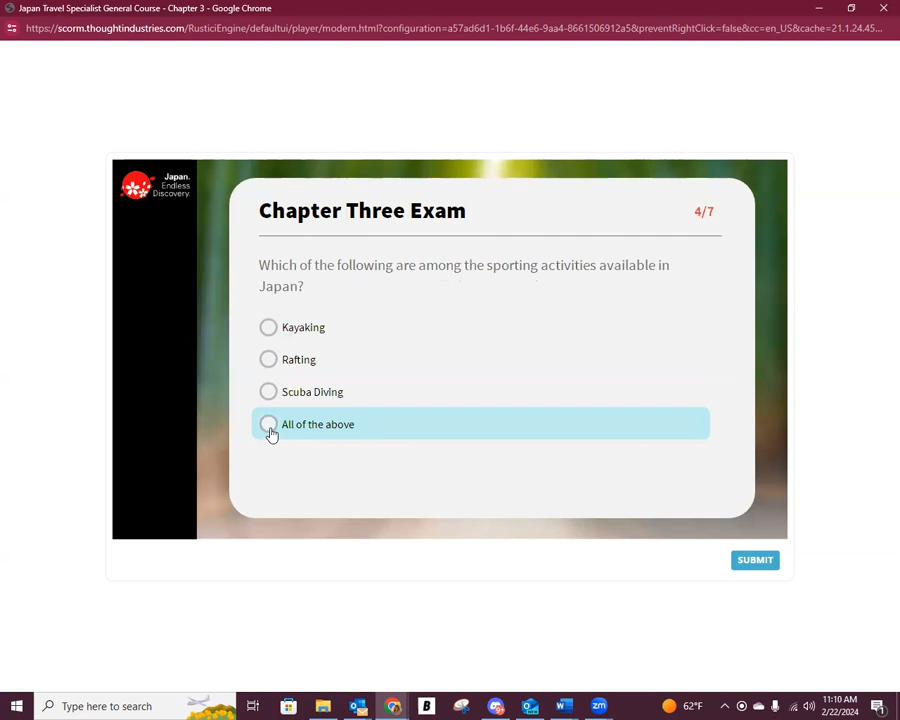 Japan Travel Specialist General Course - Chapter 3 - Google Chrome
https://scorm.thoughtindustries.com/RusticiEngine/defaultui/player/modern.html?configuration=a57ad6d1-1b6f-44e6-9aa4-8661506912a5&preventRightClick=false&cc=en_US&cache=21.1.24.45...
Japan.
Endless
Discovery.
Chapter Three Exam
4/7
Which of the following are among the sporting activities available in
Japan?
Kayaking
Rafting
Scuba Diving
All of the above
SUBMIT
Type here to search
B
W
zm
62°F
11:10 AM
2/22/2024
1